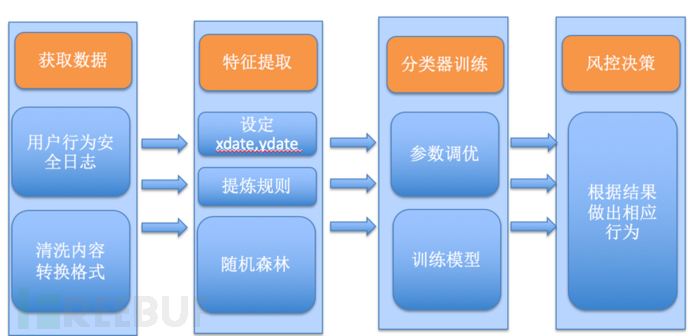 获取数据
用户行为安
全日志
清洗内容
转换格式
特征提取
设定
xdate,ydate
提炼规则
随机森林
分类器训练
参数调优
训练模型
风控决策
根据结果
做出相应
行为